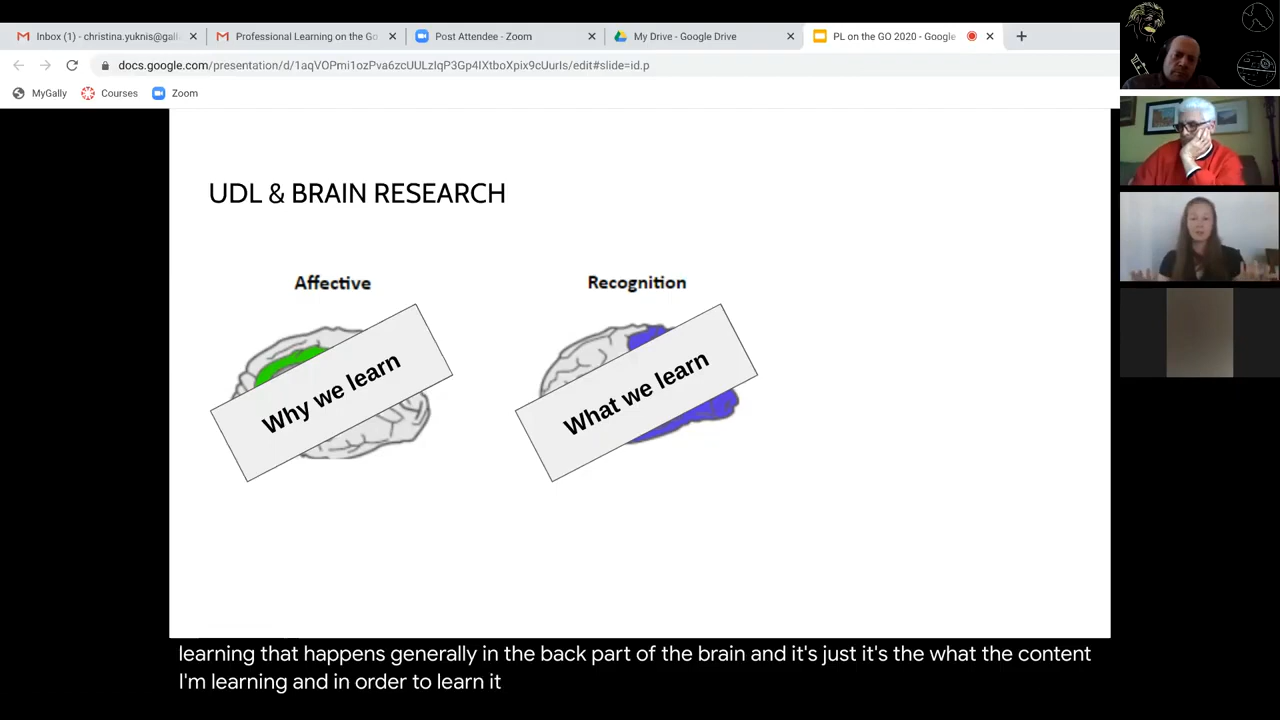 Inbox (1) - christina.yuknis@gall
Professional Learning on the Go
Post Attendee - Zoom
My Drive - Google Drive
PL on the GO 2020 - Google
docs.google.com/presentation/d/1aqVOPmi1ozPva6zcUULzIqP3Gp4IXtboXpix9cUurIs/edit#slide=id.p
MyGally
Courses
Zoom
UDL & BRAIN RESEARCH
Affective
Recognition
Why we learn
What we learn
learning that happens generally in the back part of the brain and it's just it's the what the content
I'm learning and in order to learn it